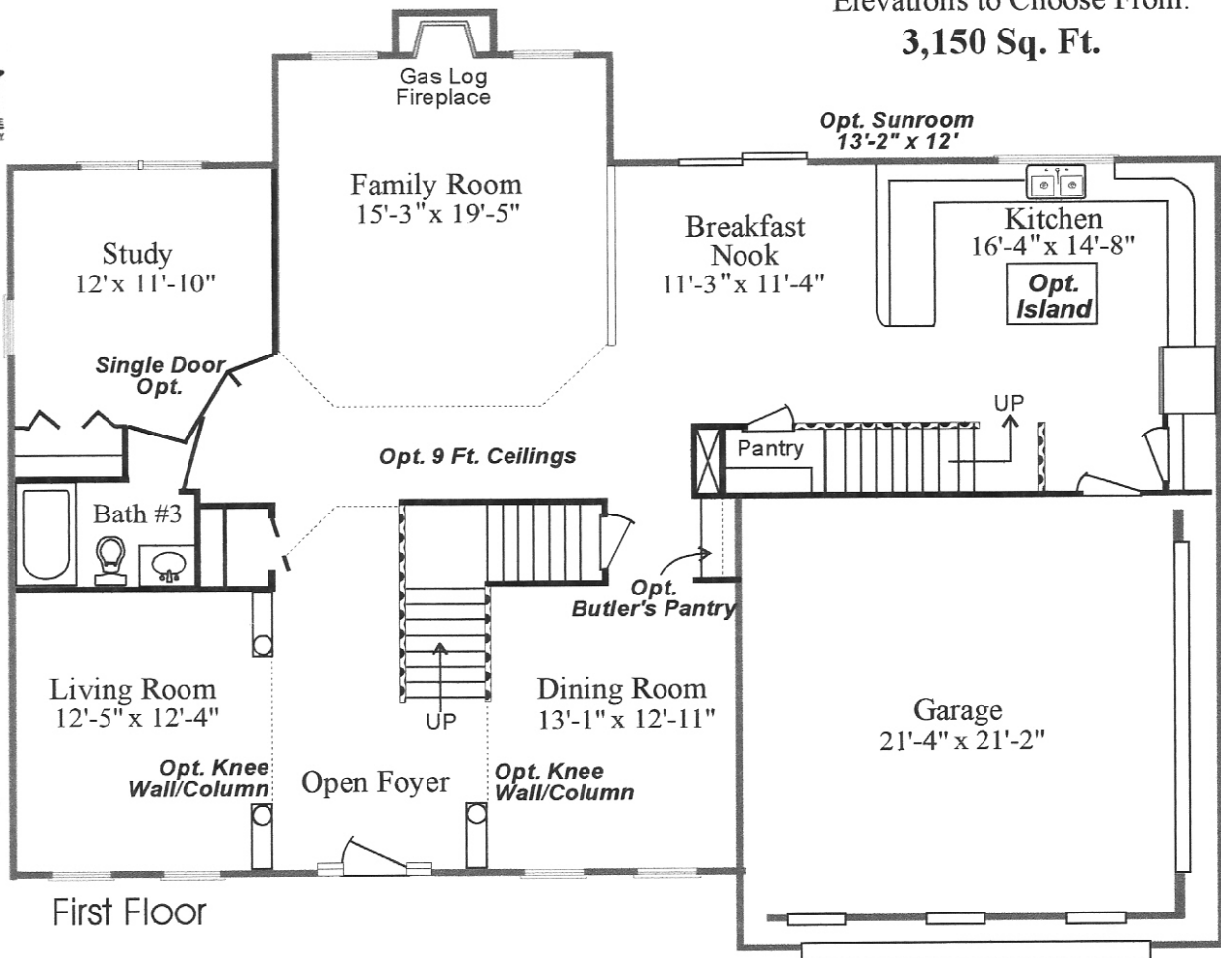 Elevations to Choose From:
3,150 Sq. Ft.
Gas Log
Fireplace
Opt. Sunroom
13'-2" x 12'
Family Room
15'-3" x 19'-5"
Breakfast
Nook
11'-3" x 11'-4"
Kitchen
16'-4" x 14'-8"
Opt.
Island
Study
12' x 11'-10"
Single Door
Opt.
UP
Pantry
Opt. 9 Ft. Ceilings
Bath #3
Opt.
Butler's Pantry
Living Room
12'-5" x 12'-4"
UP
Dining Room
13'-1" x 12'-11"
Garage
21'-4" x 21'-2"
Opt. Knee
Wall/Column
Open Foyer
Opt. Knee
Wall/Column
First Floor